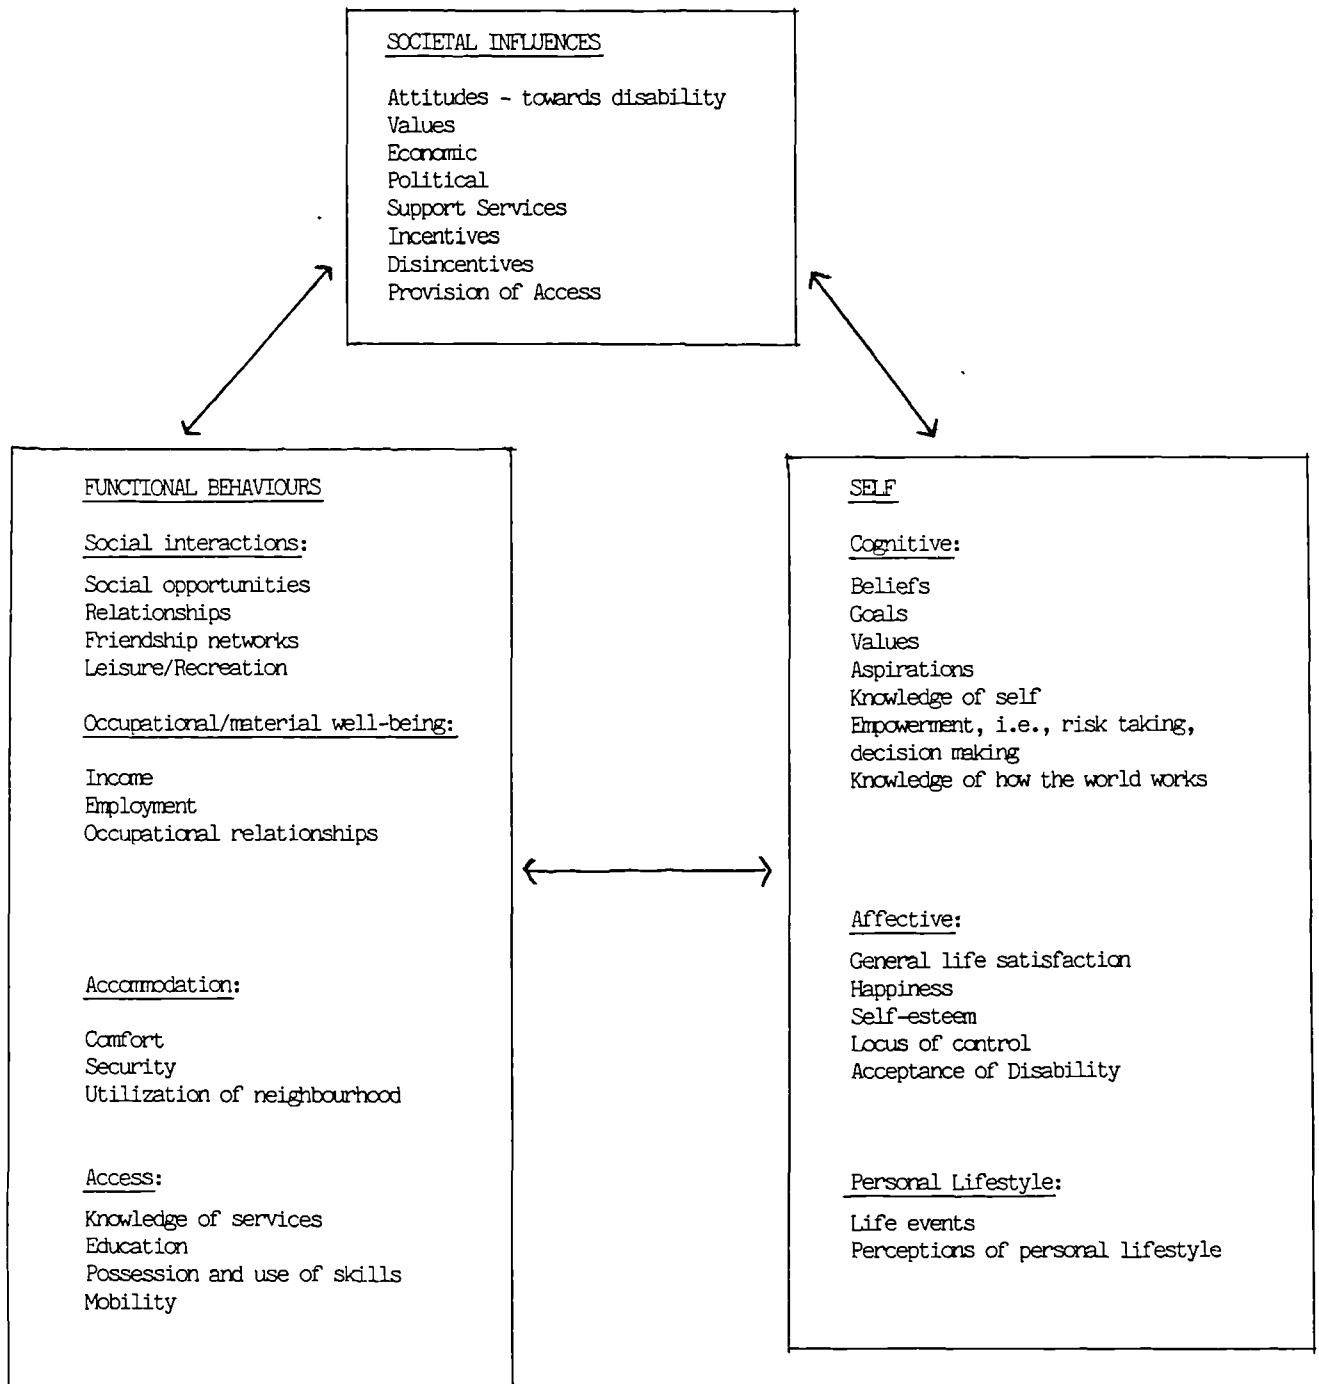 SOCIETAL INFLUENCES
Attitudes - towards disability
Values
Economic
Political
Support Services
Incentives
Disincentives
Provision of Access
FUNCTIONAL BEHAVIOURS
Social interactions:
Social opportunities
Relationships
Friendship networks
Leisure/Recreation
Occupational/material well-being:
Income
Employment
Occupational relationships
Accommodation:
Comfort
Security
Utilization of neighbourhood
Access:
Knowledge of services
Education
Possession and use of skills
Mobility
SELF
Cognitive:
Beliefs
Goals
Values
Aspirations
Knowledge of self
Empowerment, i.e., risk taking,
decision making
Knowledge of how the world works
Affective:
General life satisfaction
Happiness
Self-esteem
Locus of control
Acceptance of Disability
Personal Lifestyle:
Life events
Perceptions of personal lifestyle